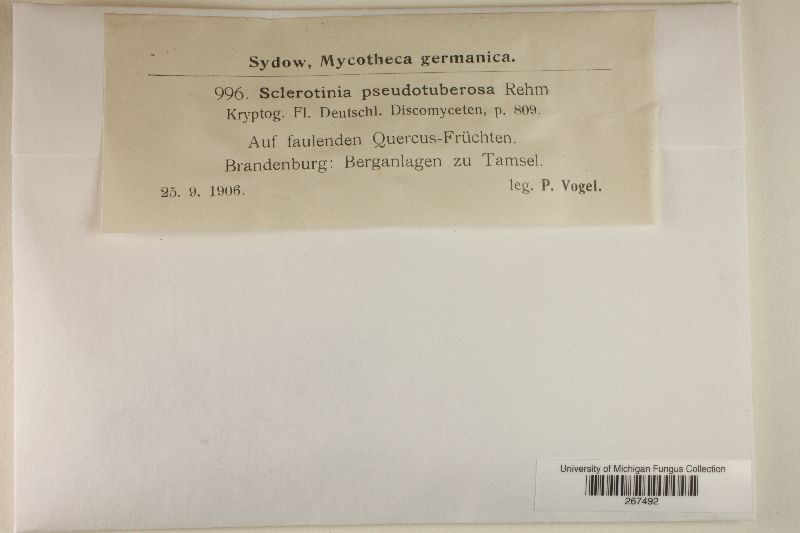 Sydow, Mycotheca germanica.
996. Sclerotinia pseudotuberosa Rehm
Kryptog. Fl. Deutschl. Discomyceten, p. 809.
Auf faulenden Quercus-Früchten.
Brandenburg: Berganlagen zu Tamsel.
25. 9. 1906. leg. P. Vogel.
University of Michigan Fungus Collection
267492